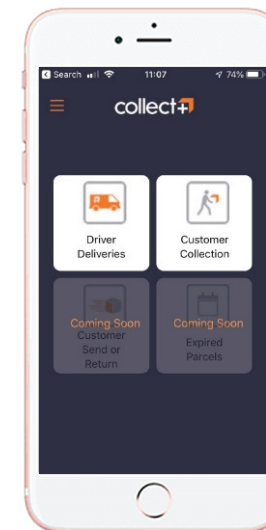 Search 11:07 74%
collect+
Driver
Deliveries
Customer
Collection
Coming Soon
Customer
Send or
Return
Coming Soon
Expired
Parcels